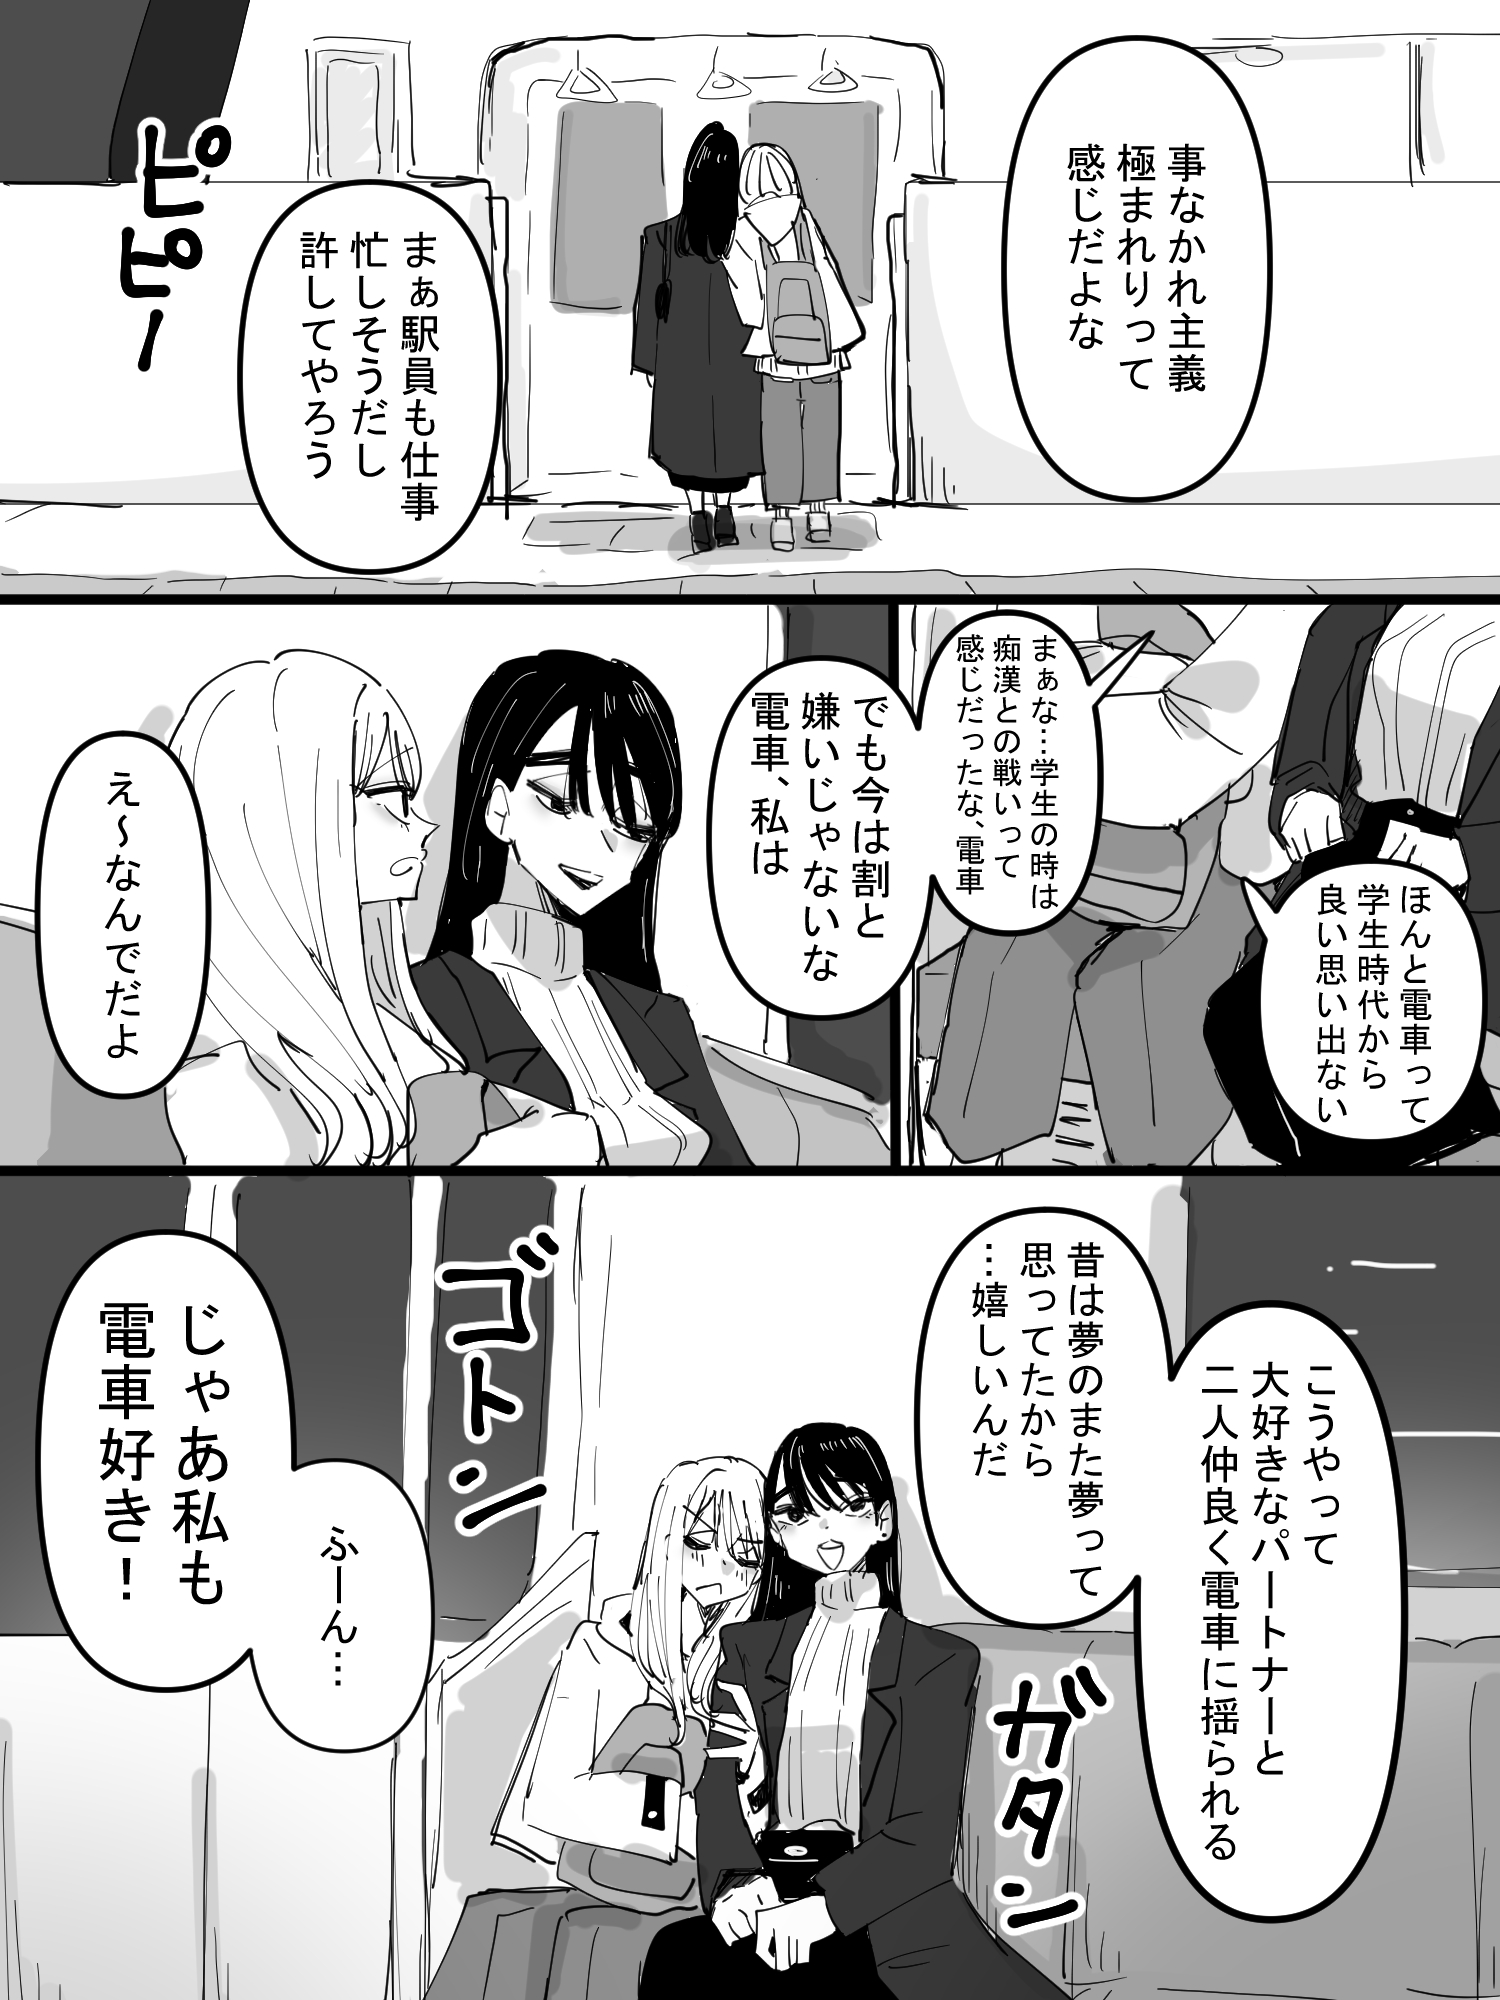 事なかれ主義
極まれりって
感じだよな
まぁ駅員も仕事
忙しそうだし
許してやろう
ピピー
ほんと電車って
学生時代から
良い思い出ない
まぁな…学生の時は
痴漢との戦いって
感じだったな、電車
でも今は割と
嫌いじゃないな
電車、私は
え～なんでだよ
こうやって
大好きなパートナーと
二人仲良く電車に揺られる
昔は夢のまた夢って
思ってたから
…嬉しいんだ
ガタン
ゴトン
ふーん…
じゃあ私も
電車好き！